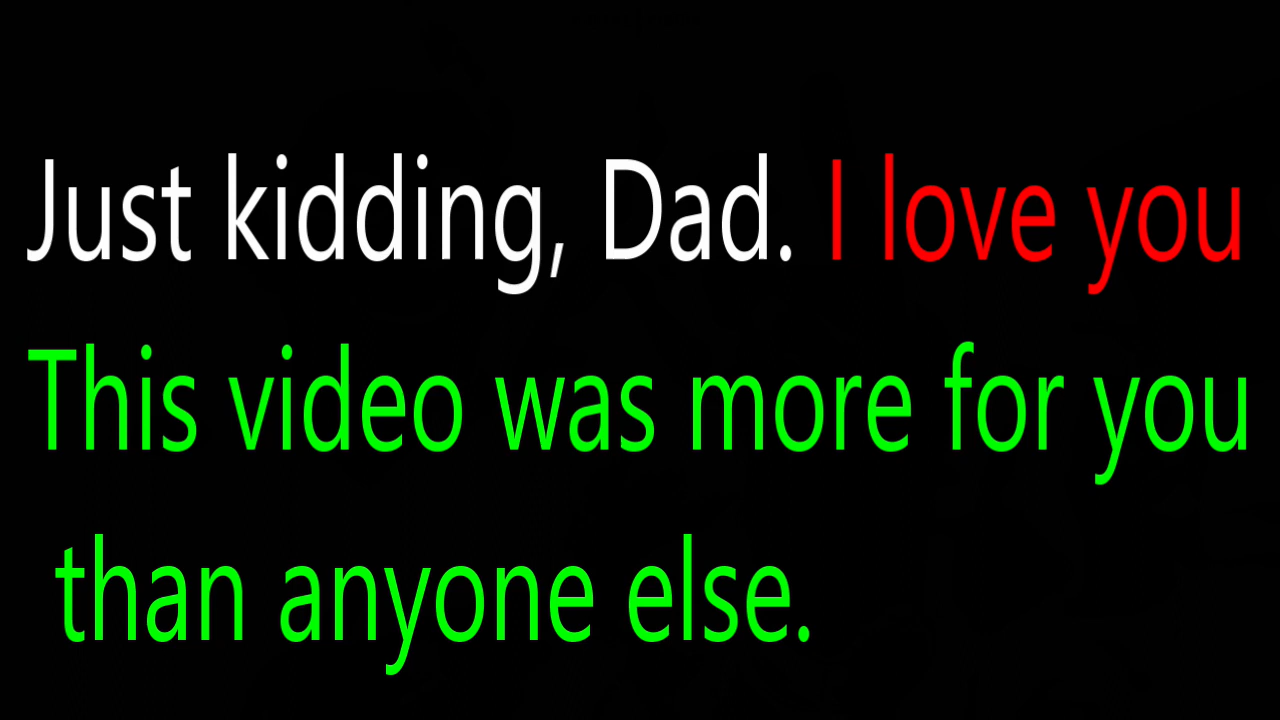 Just kidding, Dad. I love you
This video was more for you
than anyone else.